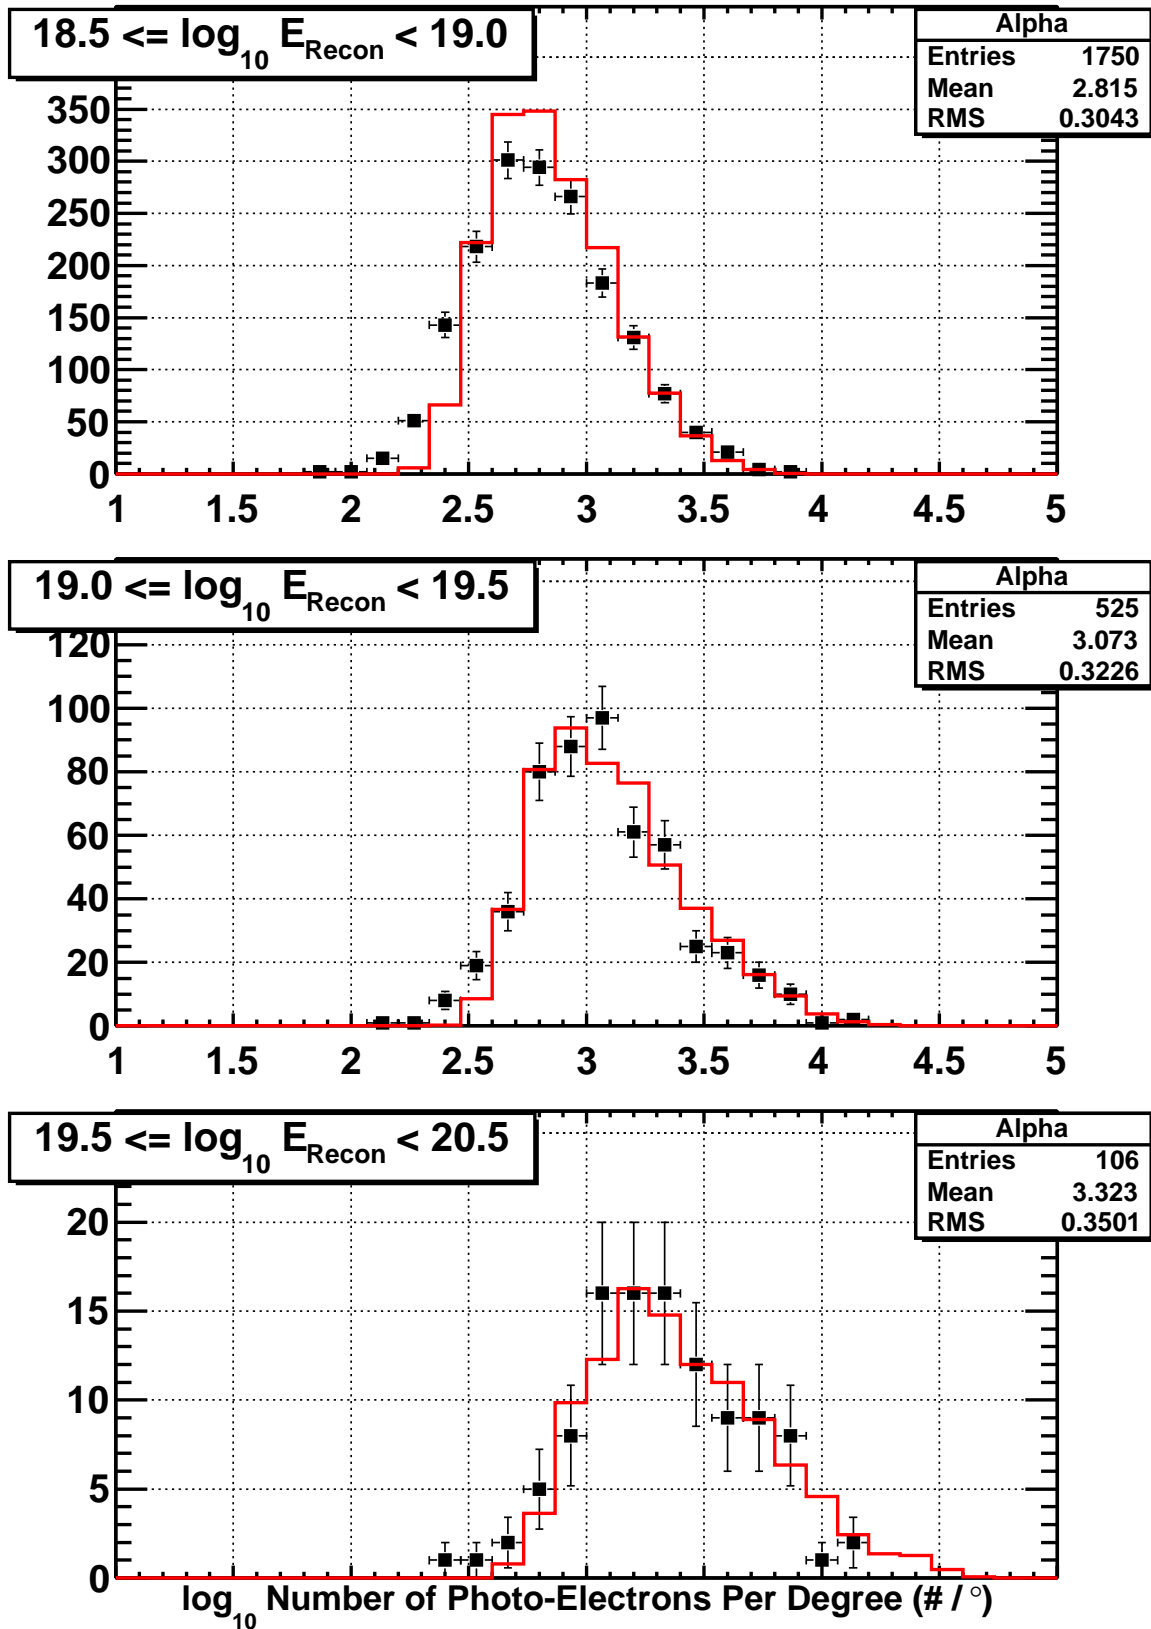 18.5 <= log10 ERecon < 19.0
Alpha
Entries 1750
Mean 2.815
RMS 0.3043
350
300
250
200
150
100
50
0
1 1.5 2 2.5 3 3.5 4 4.5 5
19.0 <= log10 ERecon < 19.5
Alpha
Entries 525
Mean 3.073
RMS 0.3226
120
100
80
60
40
20
0
1 1.5 2 2.5 3 3.5 4 4.5 5
19.5 <= log10 ERecon < 20.5
Alpha
Entries 106
Mean 3.323
RMS 0.3501
20
15
10
5
0
log10 Number of Photo-Electrons Per Degree (# / °)